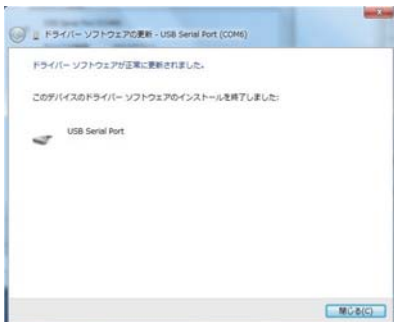 ドライバー ソフトウェアの更新 - USB Serial Port (COM6)
ドライバー ソフトウェアが正常に更新されました。
このデバイスのドライバー ソフトウェアのインストールを終了しました:
USB Serial Port
閉じる(C)